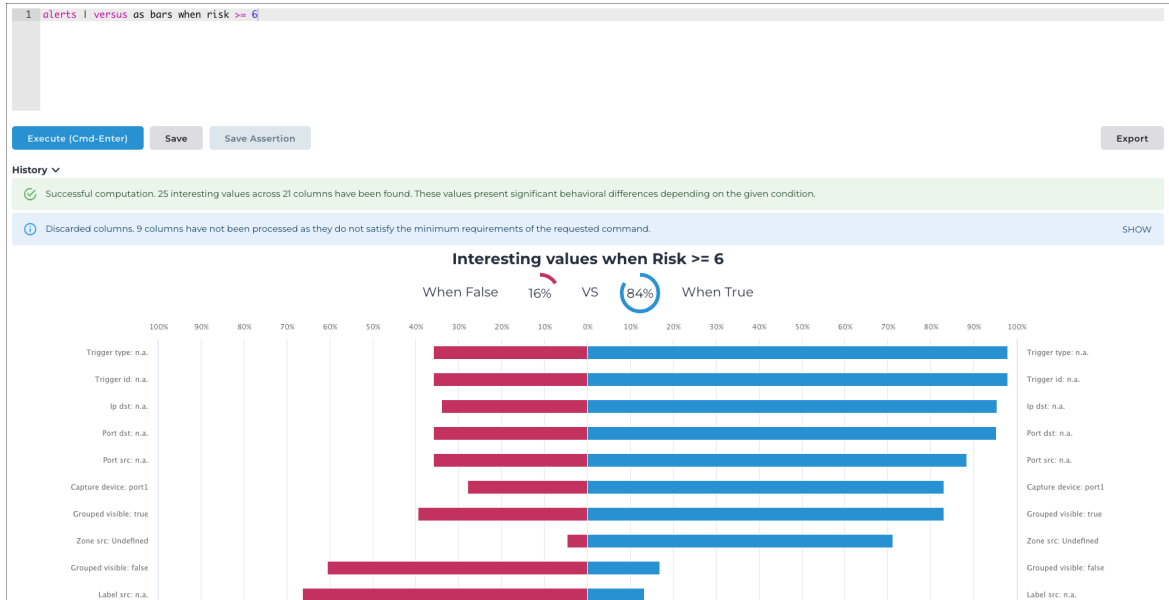 1 alerts | versus as bars when risk >= 6
Execute (Cmd-Enter) Save Save Assertion Export
History
Successful computation. 25 interesting values across 21 columns have been found. These values present significant behavioral differences depending on the given condition.
Discarded columns. 9 columns have not been processed as they do not satisfy the minimum requirements of the requested command. SHOW
Interesting values when Risk >= 6
When False 16% VS 84% When True
100% 90% 80% 70% 60% 50% 40% 30% 20% 10% 0% 10% 20% 30% 40% 50% 60% 70% 80% 90% 100%
Trigger type: n.a. Trigger type: n.a.
Trigger id: n.a. Trigger id: n.a.
Ip dst: n.a. Ip dst: n.a.
Port dst: n.a. Port dst: n.a.
Port src: n.a. Port src: n.a.
Capture device: port1 Capture device: port1
Grouped visible: true Grouped visible: true
Zone src: Undefined Zone src: Undefined
Grouped visible: false Grouped visible: false
Label src: n.a. Label src: n.a.